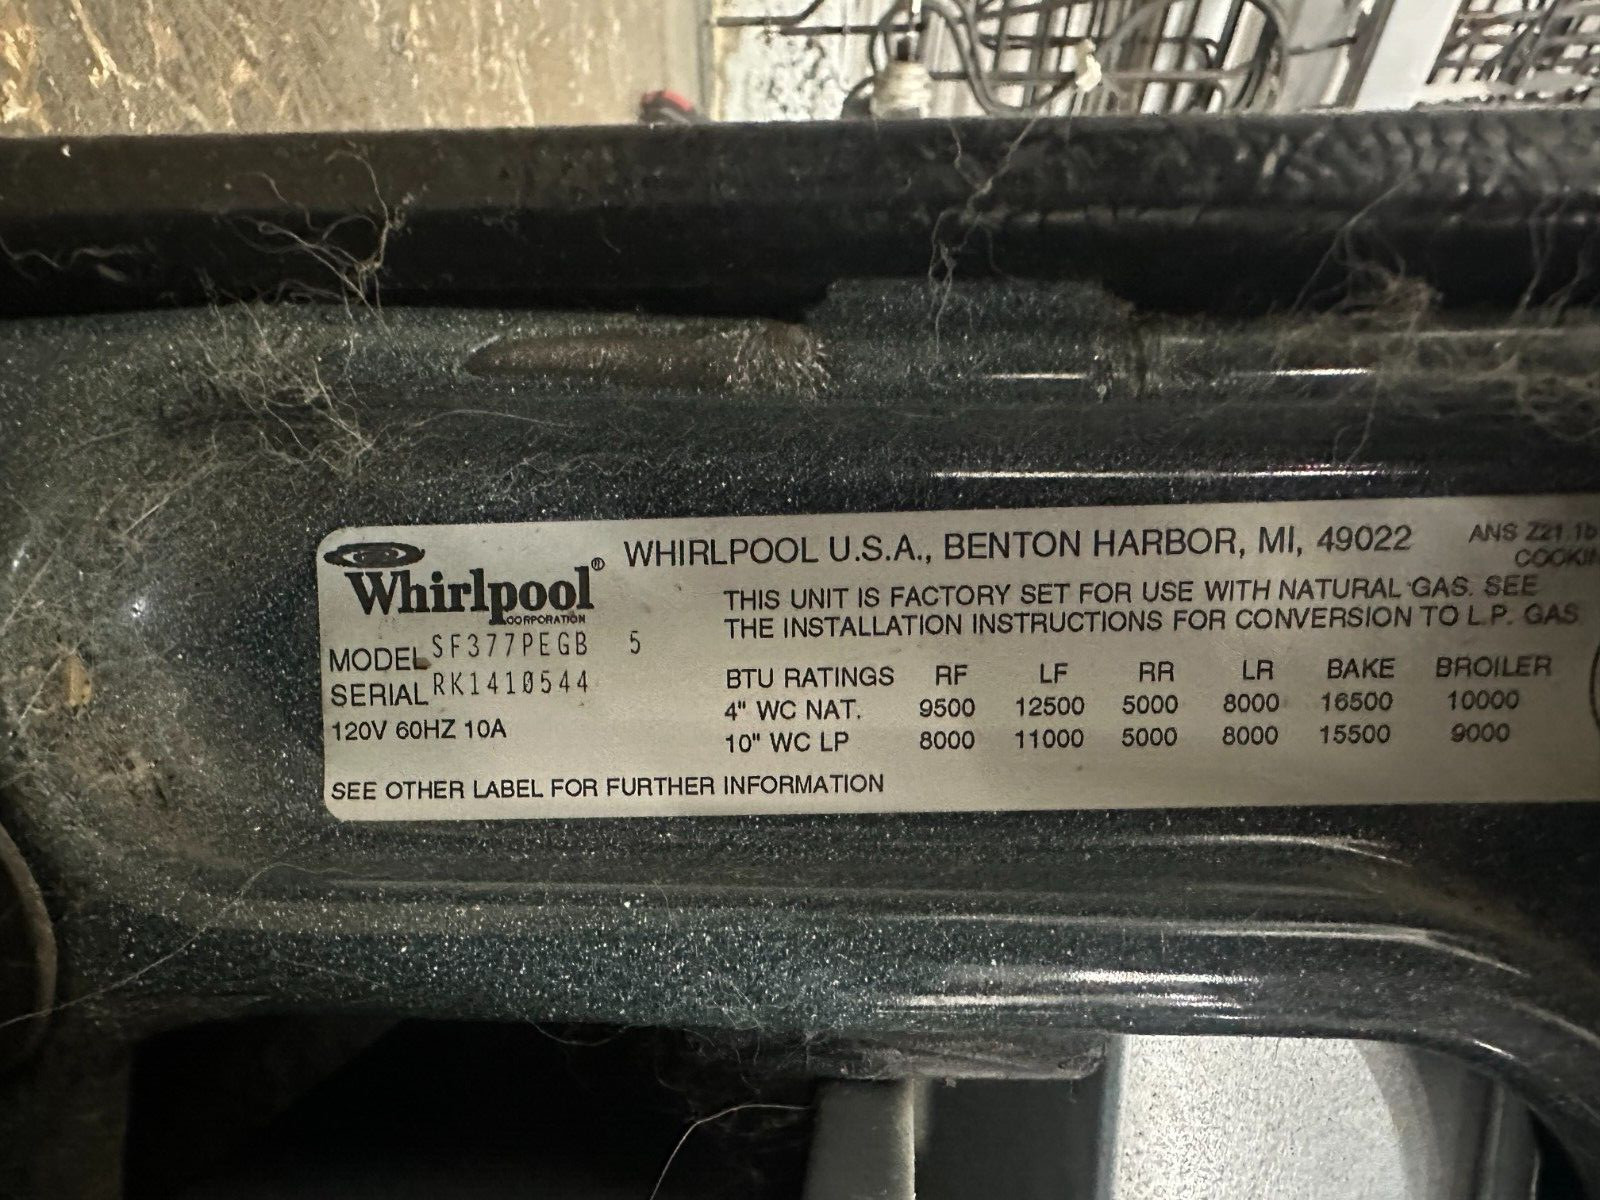 Whirlpool®
CORPORATION
WHIRLPOOL U.S.A., BENTON HARBOR, MI, 49022
ANS Z21.1b
THIS UNIT IS FACTORY SET FOR USE WITH NATURAL GAS. SEE
THE INSTALLATION INSTRUCTIONS FOR CONVERSION TO L.P. GAS
MODEL SF377PEGB 5
SERIAL RK1410544
120V 60HZ 10A
BTU RATINGS RF LF RR LR BAKE BROILER
4" WC NAT. 9500 12500 5000 8000 16500 10000
10" WC LP 8000 11000 5000 8000 15500 9000
SEE OTHER LABEL FOR FURTHER INFORMATION